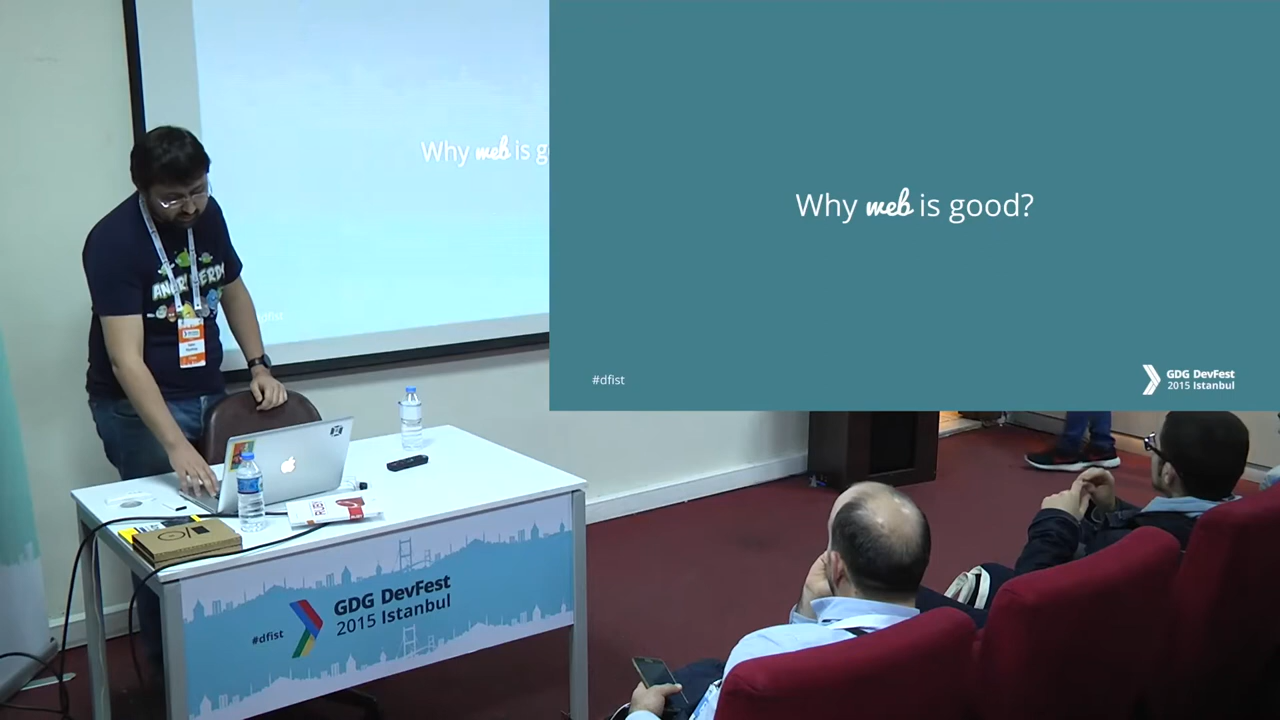 Why web is g
Why web is good?
#dfist
GDG DevFest
2015 Istanbul
#dfist
GDG DevFest
2015 Istanbul